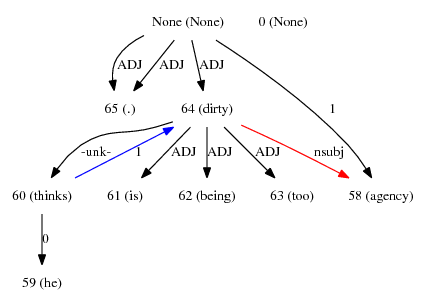 None (None) 0 (None)
ADJ ADJ ADJ 1
65 (.) 64 (dirty)
-unk- 1 ADJ ADJ ADJ nsubj
60 (thinks) 61 (is) 62 (being) 63 (too) 58 (agency)
0
59 (he)